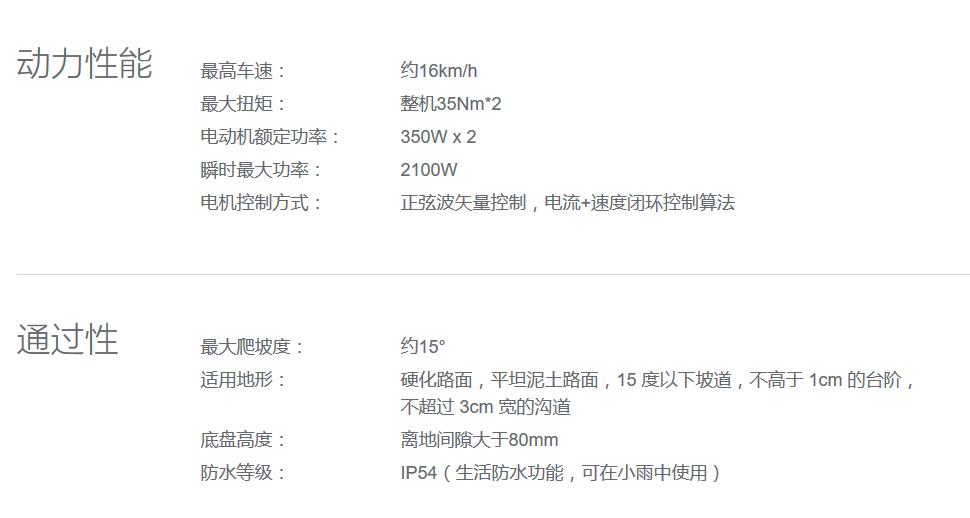 动力性能
最高车速： 约16km/h
最大扭矩： 整机35Nm*2
电动机额定功率： 350W x 2
瞬时最大功率： 2100W
电机控制方式： 正弦波矢量控制，电流+速度闭环控制算法
通过性
最大爬坡度： 约15°
适用地形： 硬化路面，平坦泥土路面，15 度以下坡道，不高于 1cm 的台阶，
不超过 3cm 宽的沟道
底盘高度： 离地间隙大于80mm
防水等级： IP54（生活防水功能，可在小雨中使用）